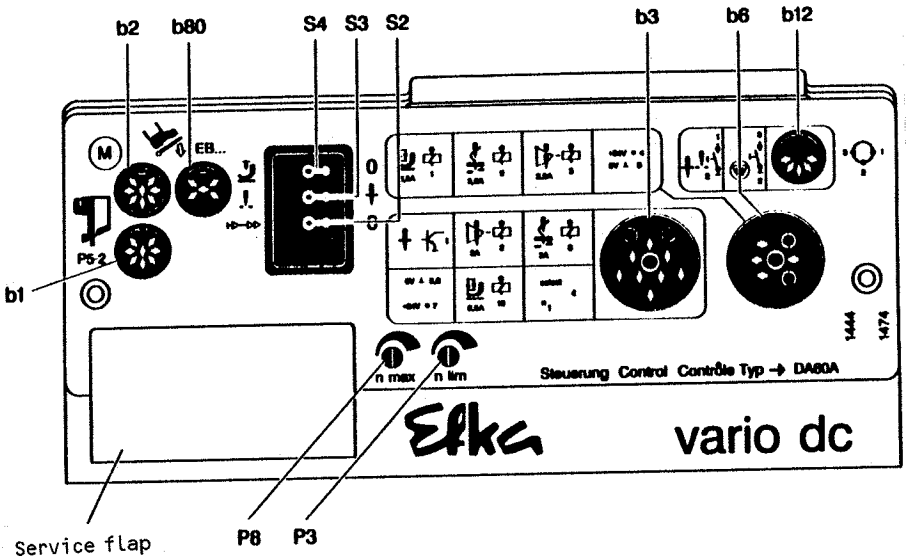 b2 b80 S4 S3 S2 b3 b6 b12
M
EB...
P5-2
b1
1444
1474
n max
n lim
Steuerung Control Contrôle Typ → DA60A
Efka
vario dc
Service flap
P8
P3